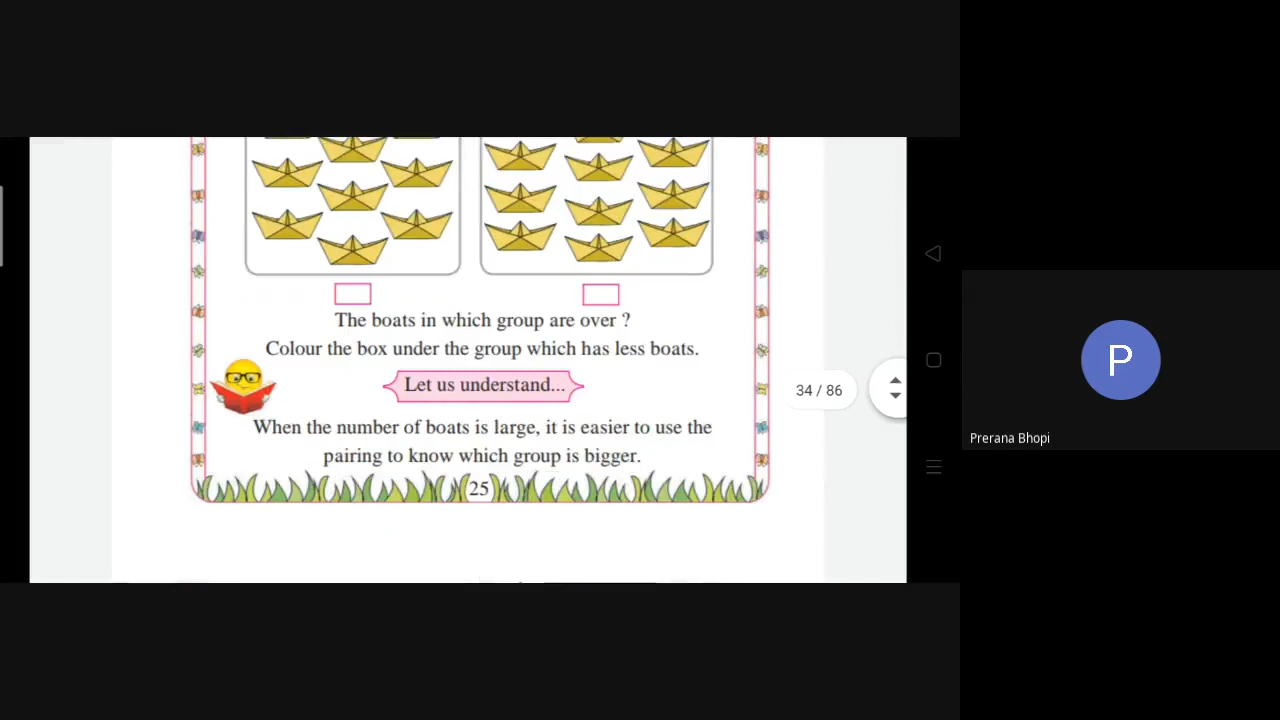 The boats in which group are over ?
Colour the box under the group which has less boats.
Let us understand...
When the number of boats is large, it is easier to use the
pairing to know which group is bigger.
25
34 / 86
P
Prerana Bhopi